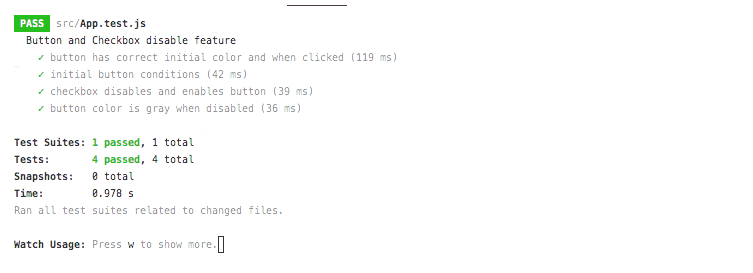 PASS src/App.test.js
Button and Checkbox disable feature
✓ button has correct initial color and when clicked (119 ms)
✓ initial button conditions (42 ms)
✓ checkbox disables and enables button (39 ms)
✓ button color is gray when disabled (36 ms)
Test Suites: 1 passed, 1 total
Tests: 4 passed, 4 total
Snapshots: 0 total
Time: 0.978 s
Ran all test suites related to changed files.
Watch Usage: Press w to show more.